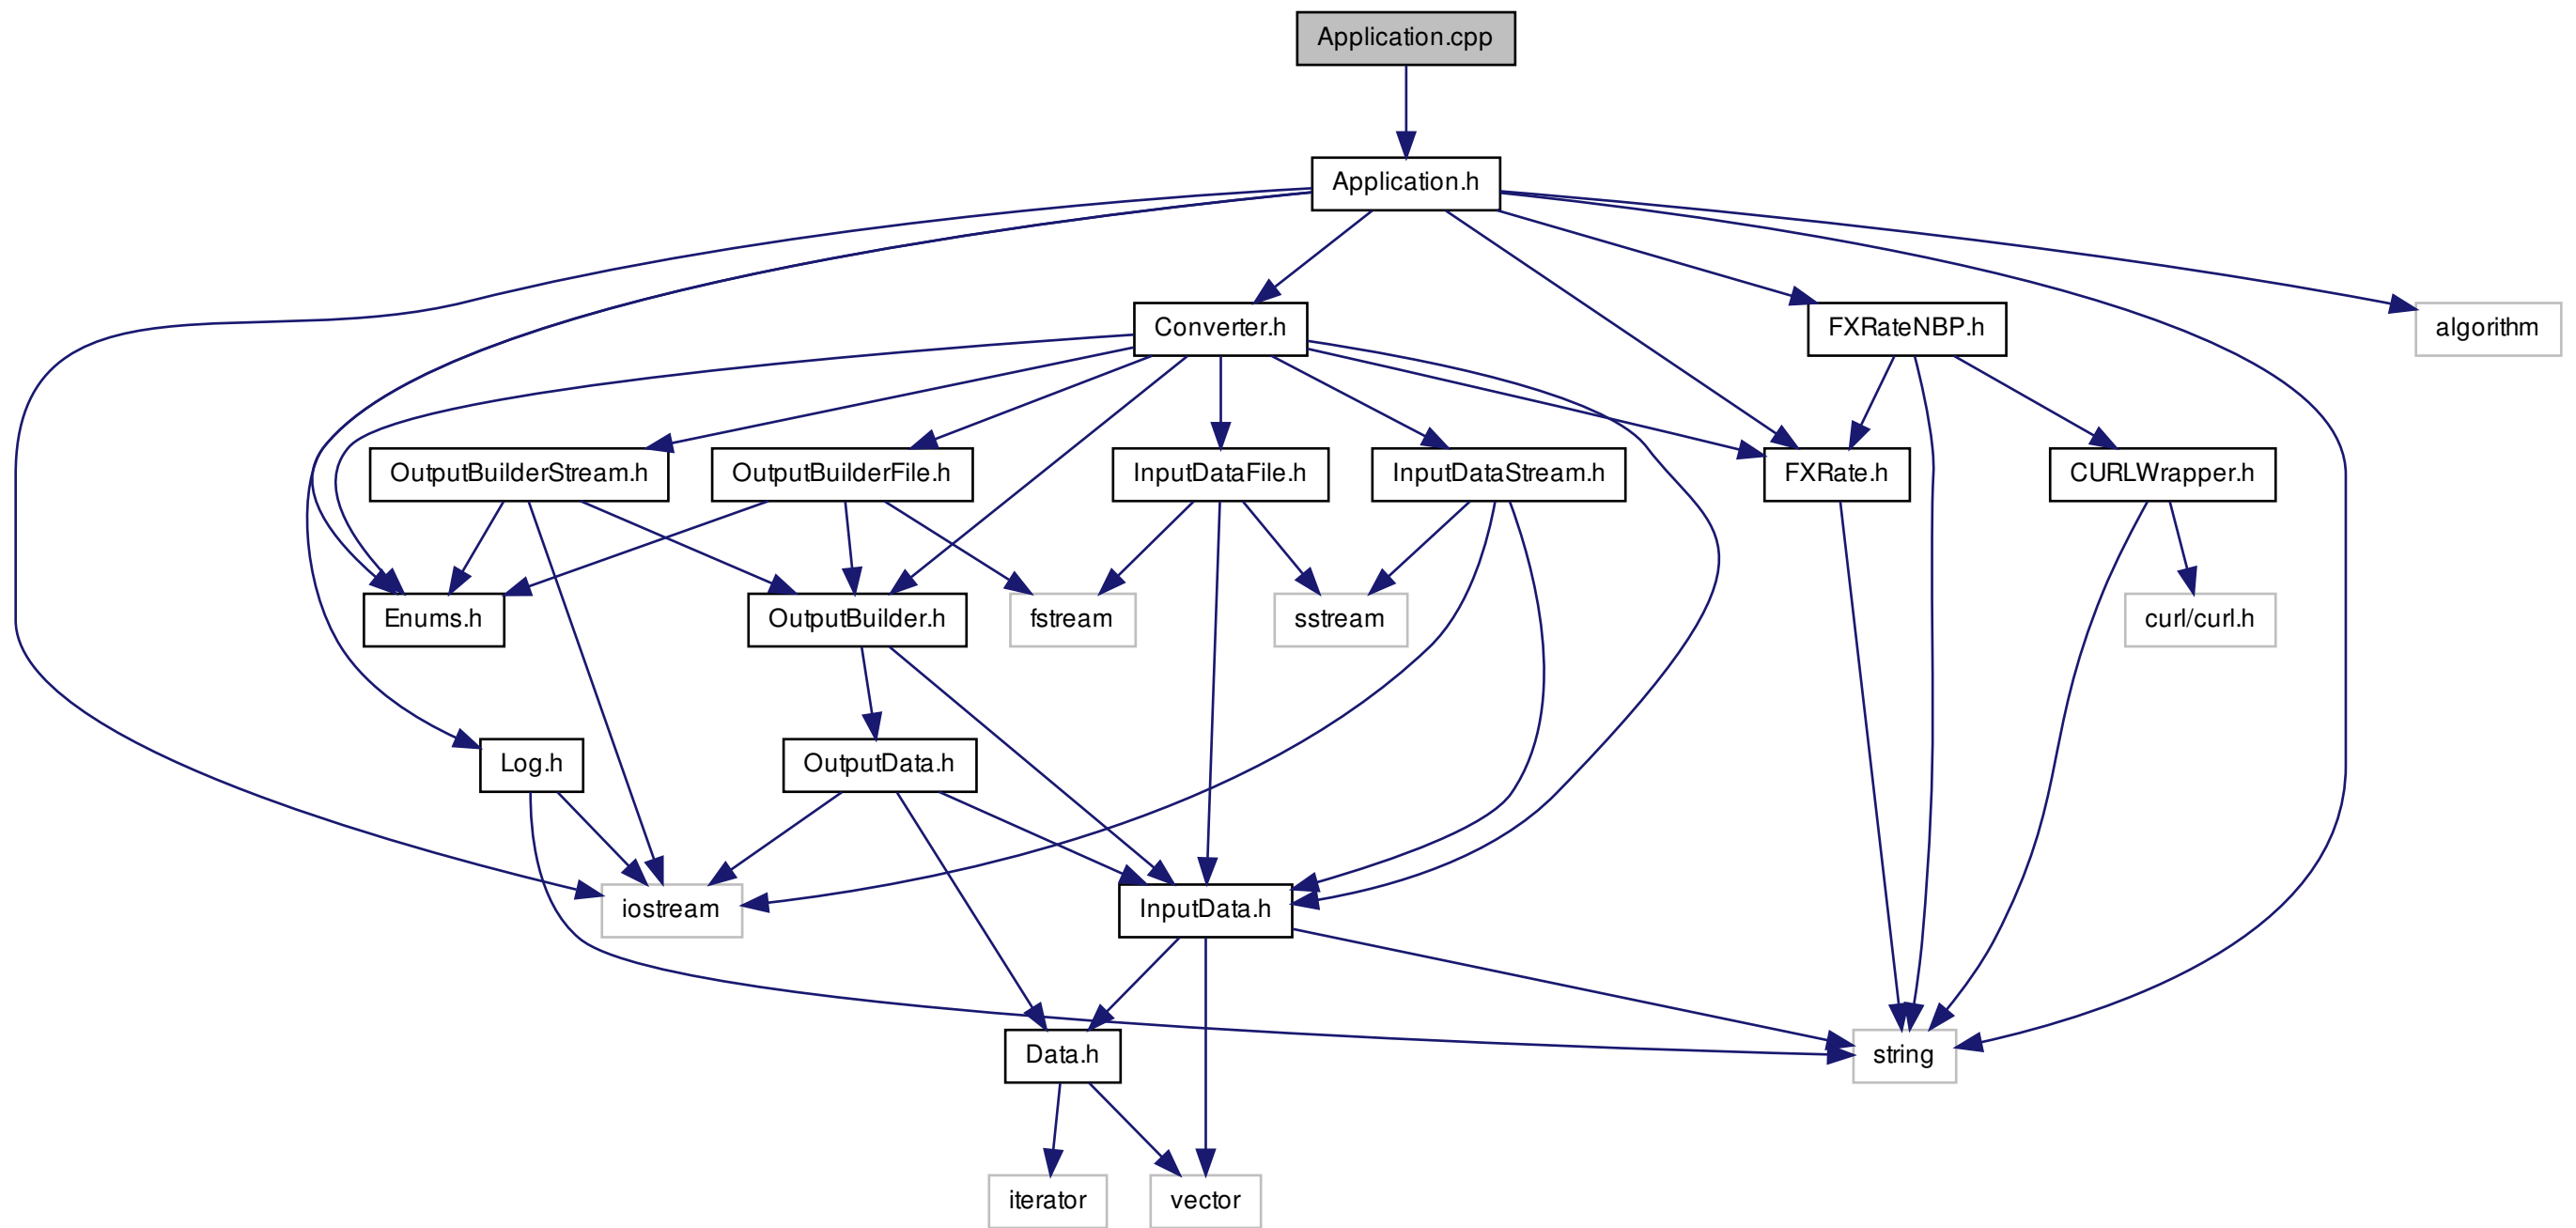 Application.cpp
Application.h
Converter.h
FXRateNBP.h
algorithm
OutputBuilderStream.h
OutputBuilderFile.h
InputDataFile.h
InputDataStream.h
FXRate.h
CURLWrapper.h
Enums.h
OutputBuilder.h
fstream
sstream
curl/curl.h
Log.h
OutputData.h
iostream
InputData.h
Data.h
string
iterator
vector